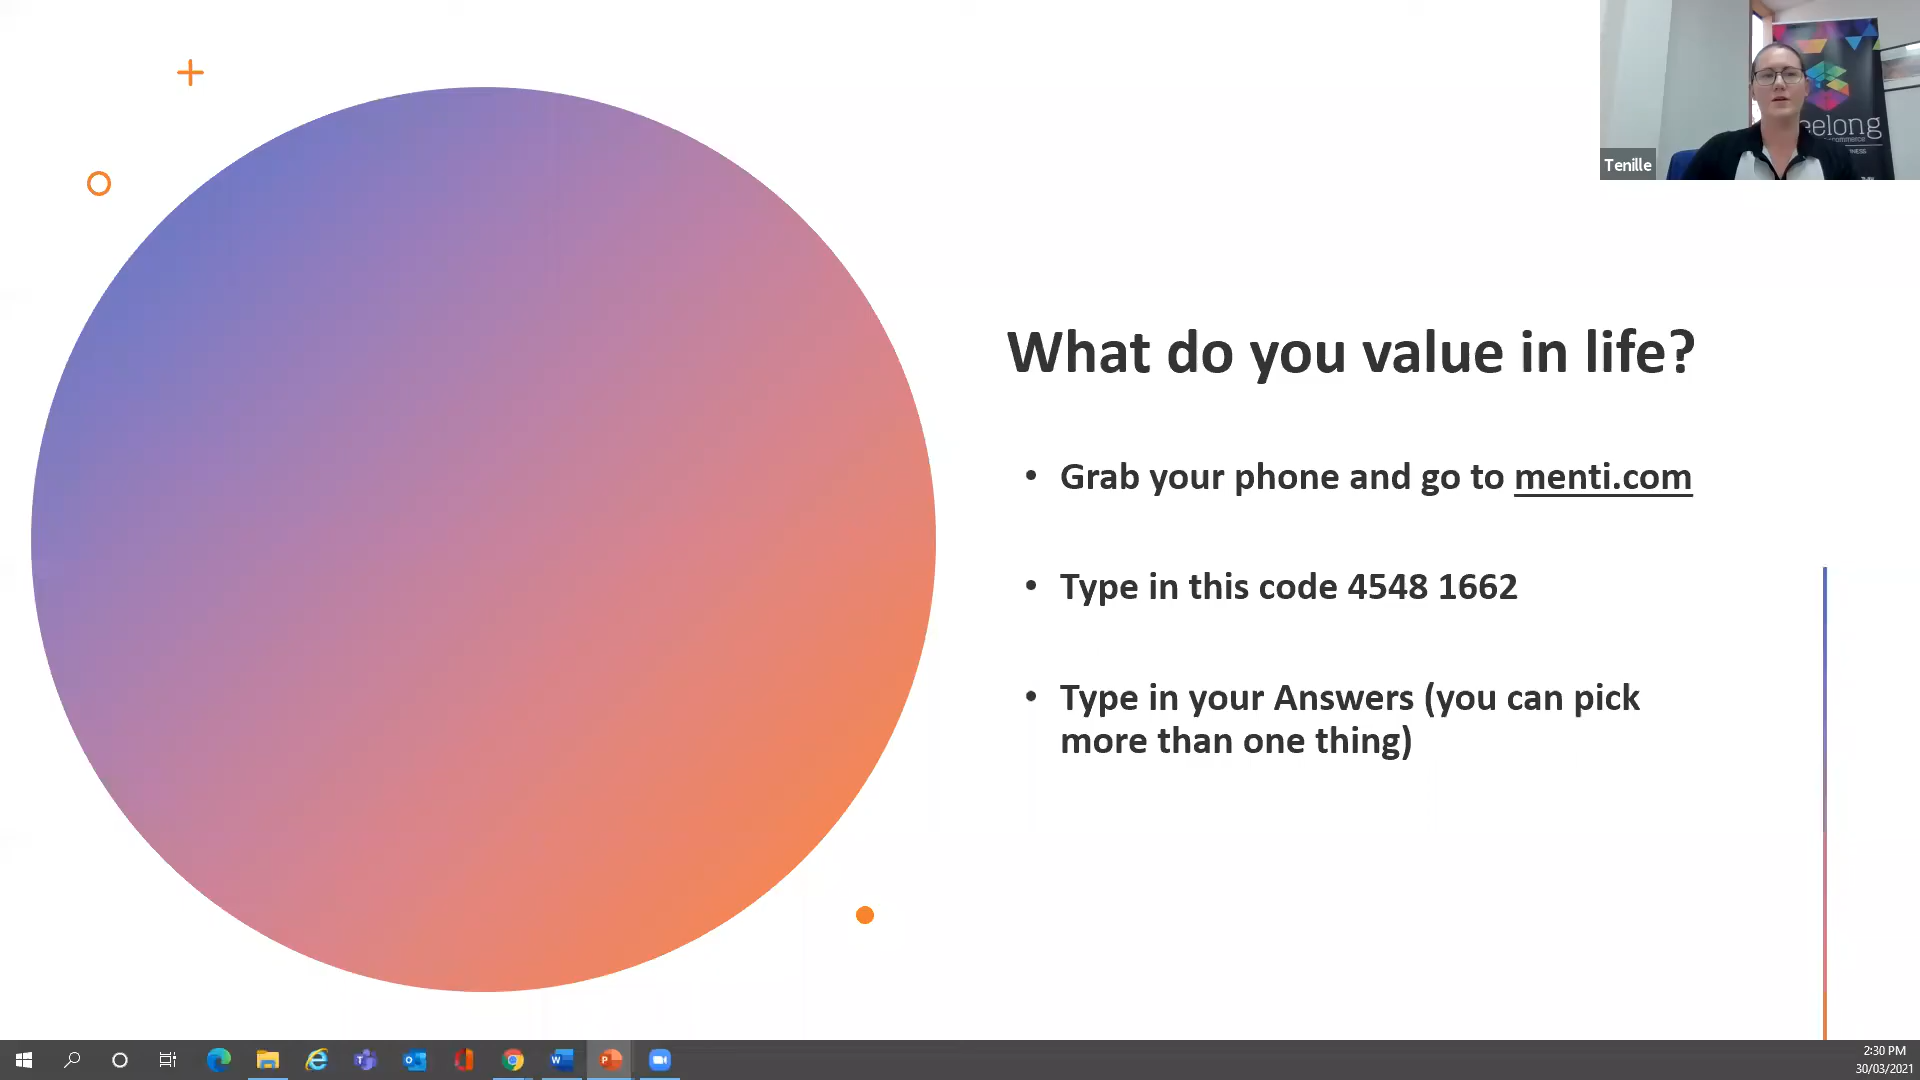 What do you value in life?
• Grab your phone and go to menti.com
• Type in this code 4548 1662
• Type in your Answers (you can pick
more than one thing)
Tenille
eelong
2:30 PM
30/03/2021